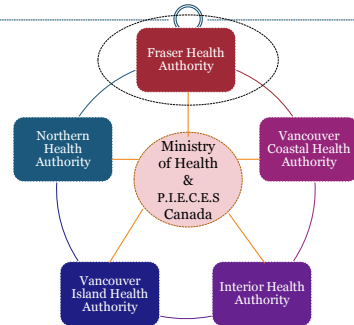 Fraser Health
Authority
Northern
Health
Authority
Ministry
of Health
&
P.I.E.C.E.S
Canada
Vancouver
Coastal Health
Authority
Vancouver
Island Health
Authority
Interior Health
Authority